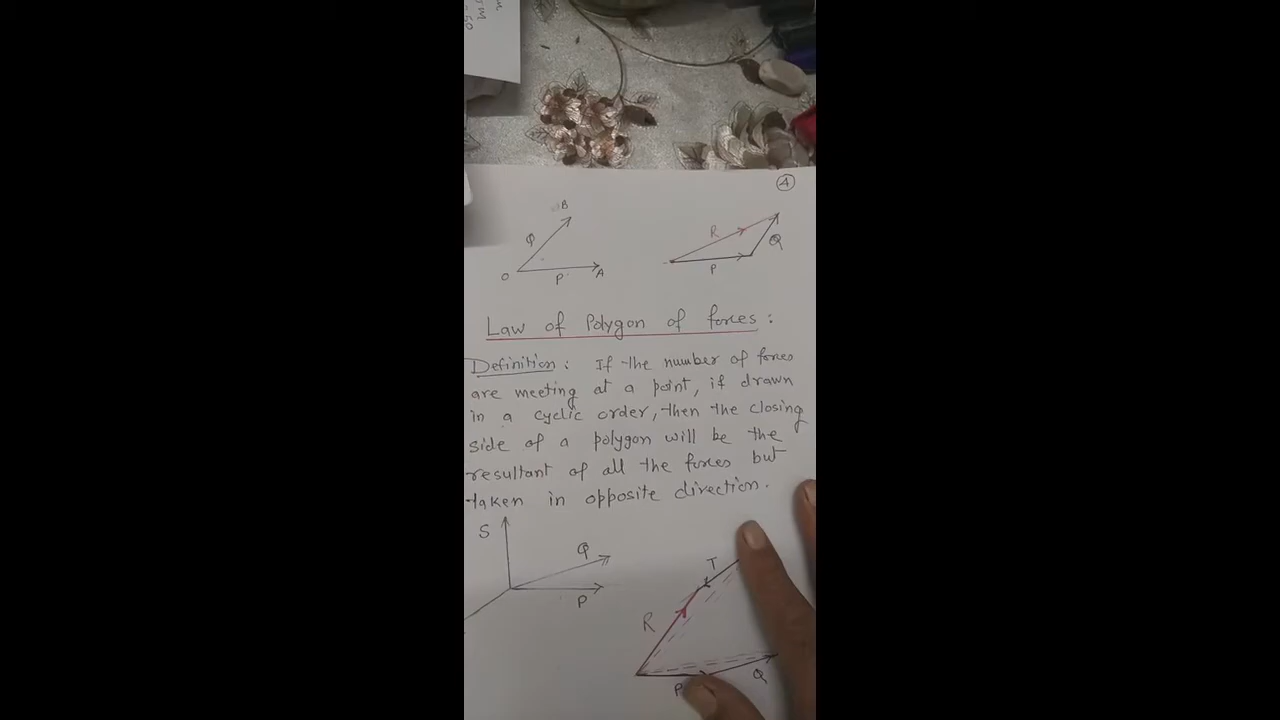 4
B
Q
O
P
A
R
Q
P
Law of Polygon of forces :
Definition : If the number of forces
are meeting at a point, if drawn
in a cyclic order, then the closing
side of a polygon will be the
resultant of all the forces but
taken in opposite direction.
S
Q
P
T
R
Q
P